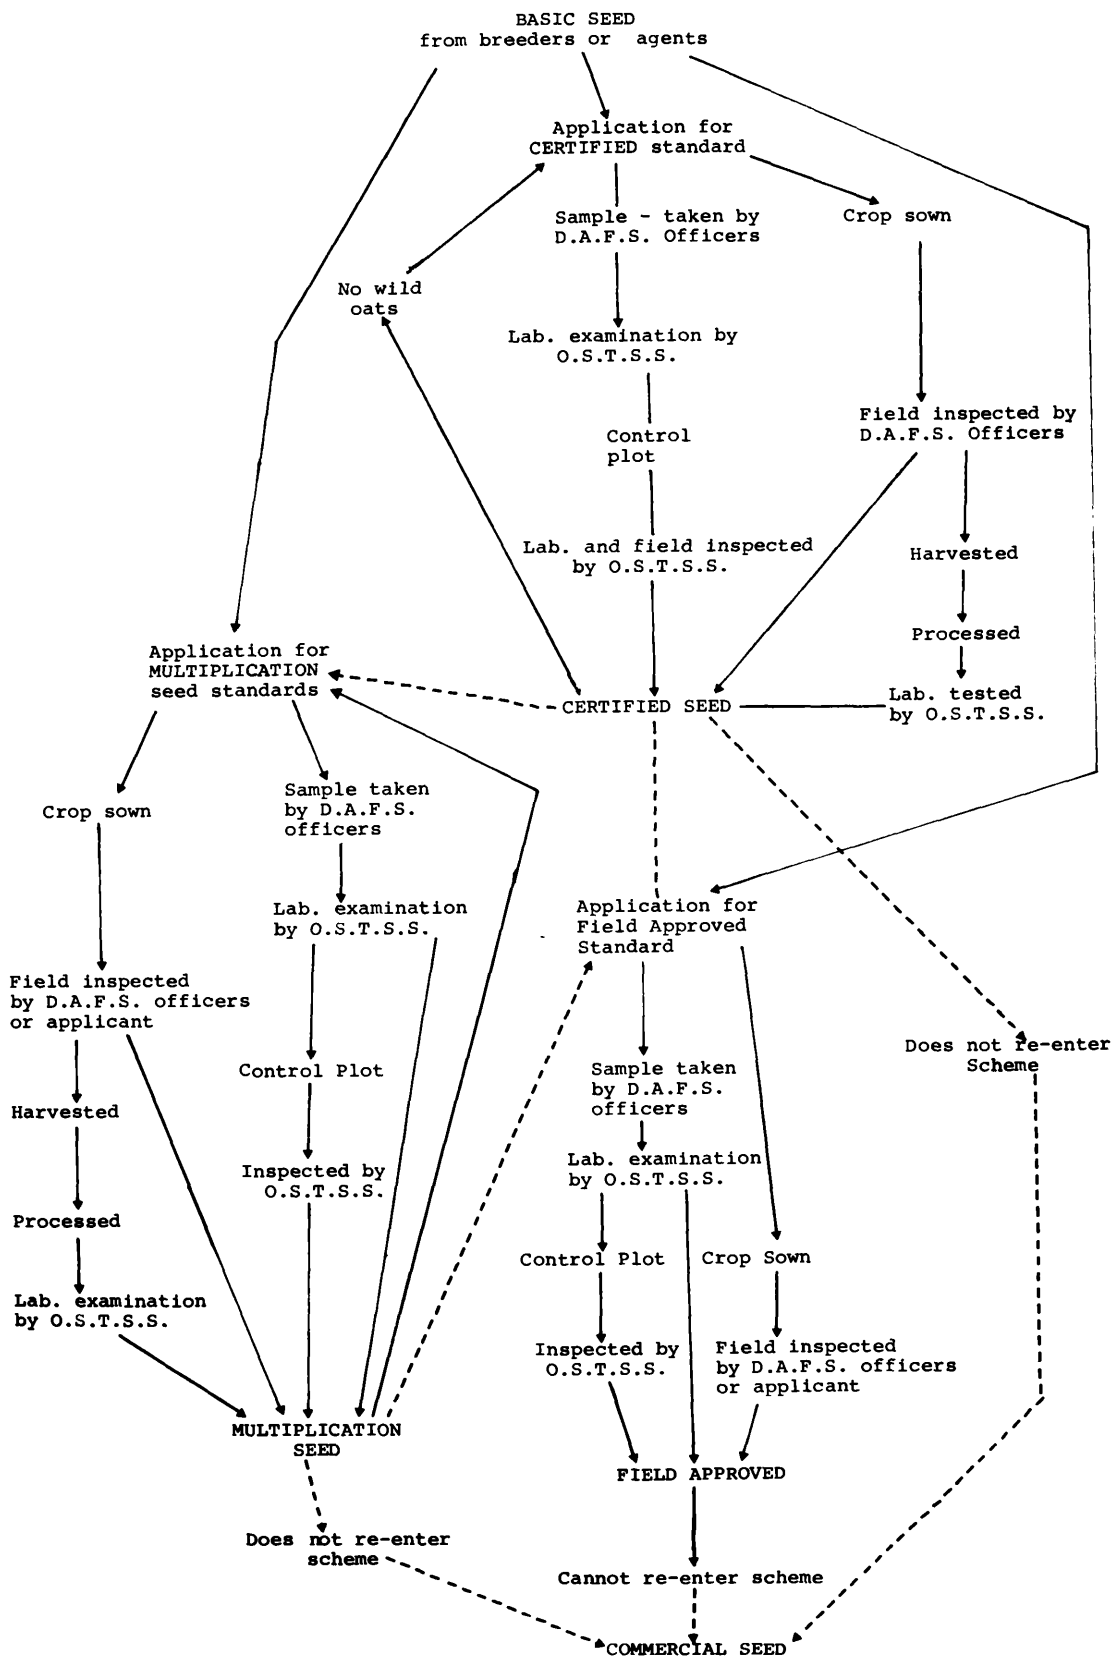 BASIC SEED
from breeders or agents
Application for
CERTIFIED standard
Sample - taken by
D.A.F.S. Officers
Crop sown
No wild
oats
Lab. examination by
O.S.T.S.S.
Control
plot
Field inspected by
D.A.F.S. Officers
Lab. and field inspected
by O.S.T.S.S.
Harvested
Processed
Lab. tested
by O.S.T.S.S.
CERTIFIED SEED
Application for
MULTIPLICATION
seed standards
Crop sown
Sample taken
by D.A.F.S.
officers
Lab. examination
by O.S.T.S.S.
Field inspected
by D.A.F.S. officers
or applicant
Control Plot
Harvested
Inspected by
O.S.T.S.S.
Processed
Lab. examination
by O.S.T.S.S.
MULTIPLICATION
SEED
Does not re-enter
scheme
Application for
Field Approved
Standard
Does not re-enter
Scheme
Sample taken
by D.A.F.S.
officers
Lab. examination
by O.S.T.S.S.
Control Plot
Crop Sown
Inspected by
O.S.T.S.S.
Field inspected
by D.A.F.S. officers
or applicant
FIELD APPROVED
Cannot re-enter scheme
COMMERCIAL SEED